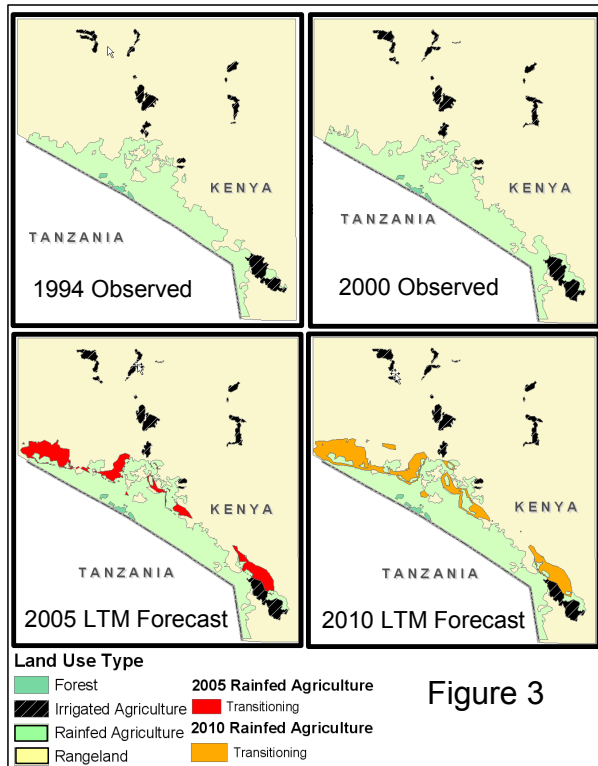 KENYA
TANZANIA
1994 Observed
KENYA
TANZANIA
2000 Observed
KENYA
TANZANIA
2005 LTM Forecast
KENYA
TANZANIA
2010 LTM Forecast
Land Use Type
Forest
Irrigated Agriculture
Rainfed Agriculture
Rangeland
2005 Rainfed Agriculture
Transitioning
2010 Rainfed Agriculture
Transitioning
Figure 3